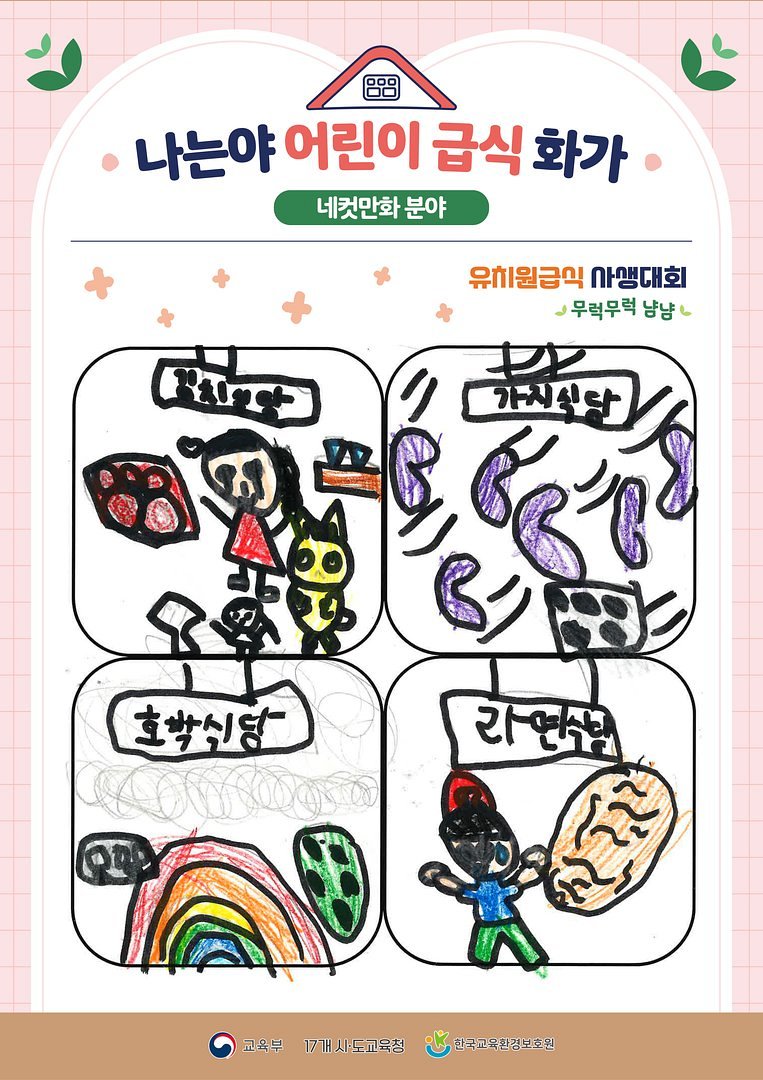 나는야 어린이 급식 화가
네컷만화 분야
유치원급식 사생대회
무럭무럭 냠냠
김치식당
가지식당
호박식당
라면식당
교육부 17개 시·도교육청 한국교육환경보호원